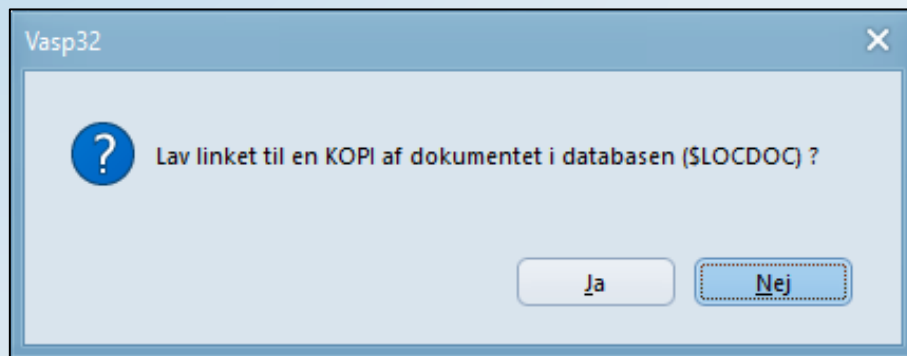 Vasp32
Lav linket til en KOPI af dokumentet i databasen ($LOCDOC) ?
Ja
Nej